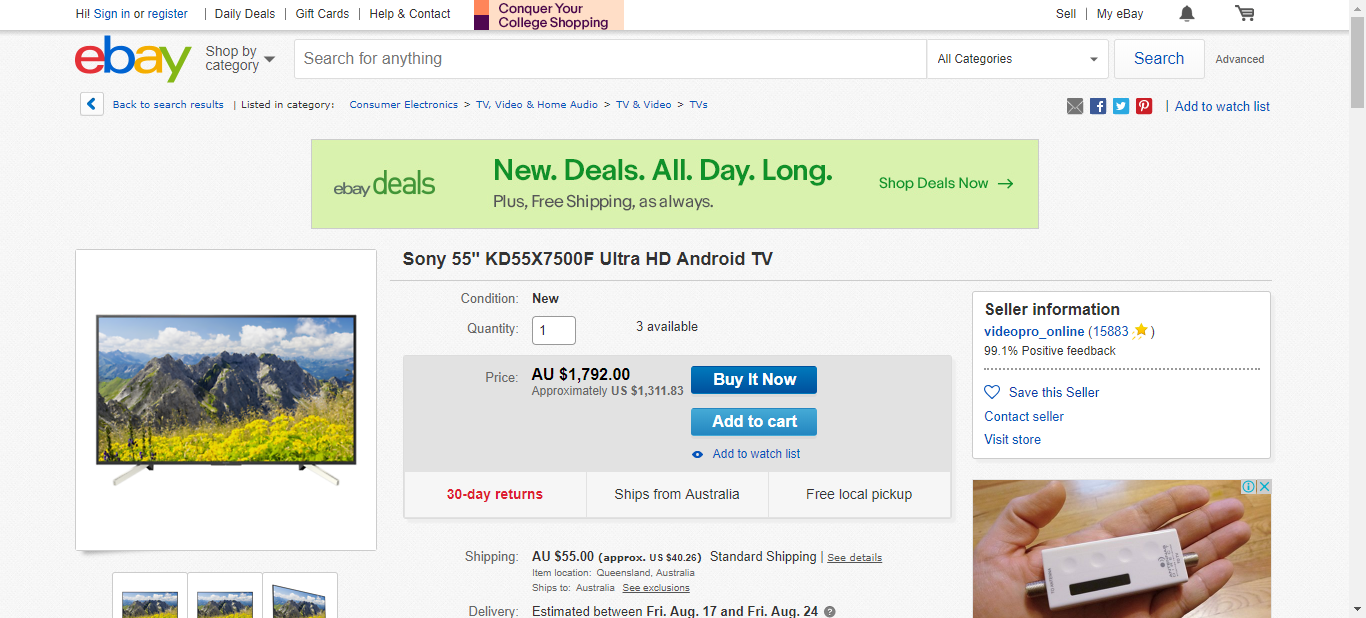 Hi! Sign in or register | Daily Deals | Gift Cards | Help & Contact
Conquer Your
College Shopping
Sell | My eBay
ebay
Shop by
category
Search for anything
All Categories
Search
Advanced
Back to search results | Listed in category: Consumer Electronics > TV, Video & Home Audio > TV & Video > TVs
| Add to watch list
ebay deals
New. Deals. All. Day. Long.
Plus, Free Shipping, as always.
Shop Deals Now →
Sony 55" KD55X7500F Ultra HD Android TV
Condition: New
Quantity: 1
3 available
Price: AU $1,792.00
Approximately US $1,311.83
Buy It Now
Add to cart
Add to watch list
30-day returns
Ships from Australia
Free local pickup
Shipping: AU $55.00 (approx. US $40.26) Standard Shipping | See details
Item location: Queensland, Australia
Ships to: Australia See exclusions
Delivery: Estimated between Fri. Aug. 17 and Fri. Aug. 24 ?
Seller information
videopro_online (15883 )
99.1% Positive feedback
Save this Seller
Contact seller
Visit store